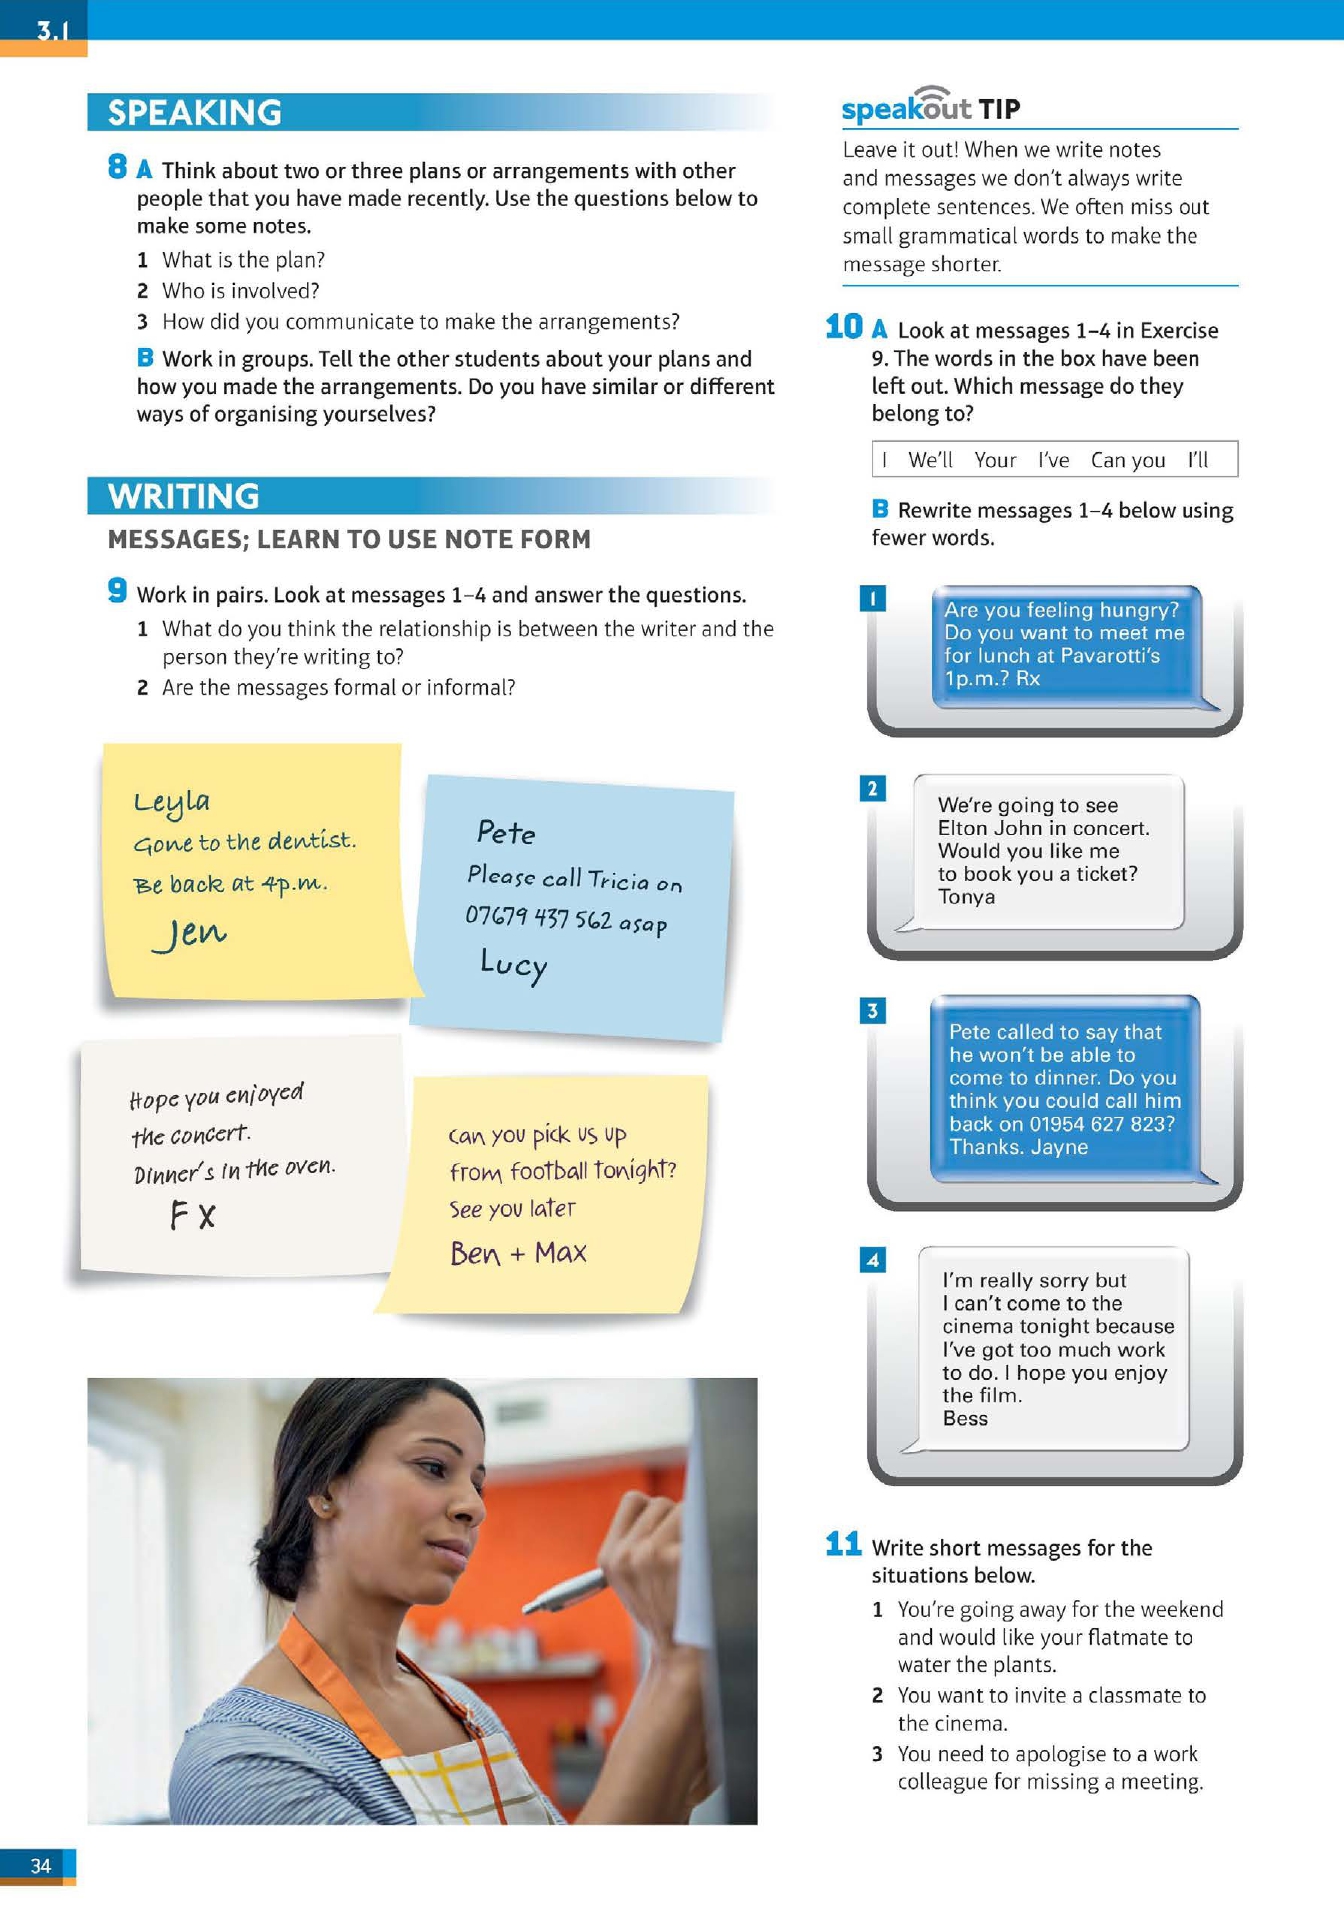 3.1
SPEAKING
8 A Think about two or three plans or arrangements with other
people that you have made recently. Use the questions below to
make some notes.
1 What is the plan?
2 Who is involved?
3 How did you communicate to make the arrangements?
B Work in groups. Tell the other students about your plans and
how you made the arrangements. Do you have similar or different
ways of organising yourselves?
WRITING
MESSAGES; LEARN TO USE NOTE FORM
9 Work in pairs. Look at messages 1–4 and answer the questions.
1 What do you think the relationship is between the writer and the
person they're writing to?
2 Are the messages formal or informal?
Leyla
Gone to the dentist.
Be back at 4p.m.
Jen
Pete
Please call Tricia on
07679 437 562 asap
Lucy
Hope you enjoyed
the concert.
Dinner's in the oven.
F x
Can you pick us up
from football tonight?
See you later
Ben + Max
speakout TIP
Leave it out! When we write notes
and messages we don't always write
complete sentences. We often miss out
small grammatical words to make the
message shorter.
10 A Look at messages 1–4 in Exercise
9. The words in the box have been
left out. Which message do they
belong to?
I We'll Your I've Can you I'll
B Rewrite messages 1–4 below using
fewer words.
1
Are you feeling hungry?
Do you want to meet me
for lunch at Pavarotti's
1p.m.? Rx
2
We're going to see
Elton John in concert.
Would you like me
to book you a ticket?
Tonya
3
Pete called to say that
he won't be able to
come to dinner. Do you
think you could call him
back on 01954 627 823?
Thanks. Jayne
4
I'm really sorry but
I can't come to the
cinema tonight because
I've got too much work
to do. I hope you enjoy
the film.
Bess
11 Write short messages for the
situations below.
1 You're going away for the weekend
and would like your flatmate to
water the plants.
2 You want to invite a classmate to
the cinema.
3 You need to apologise to a work
colleague for missing a meeting.
34